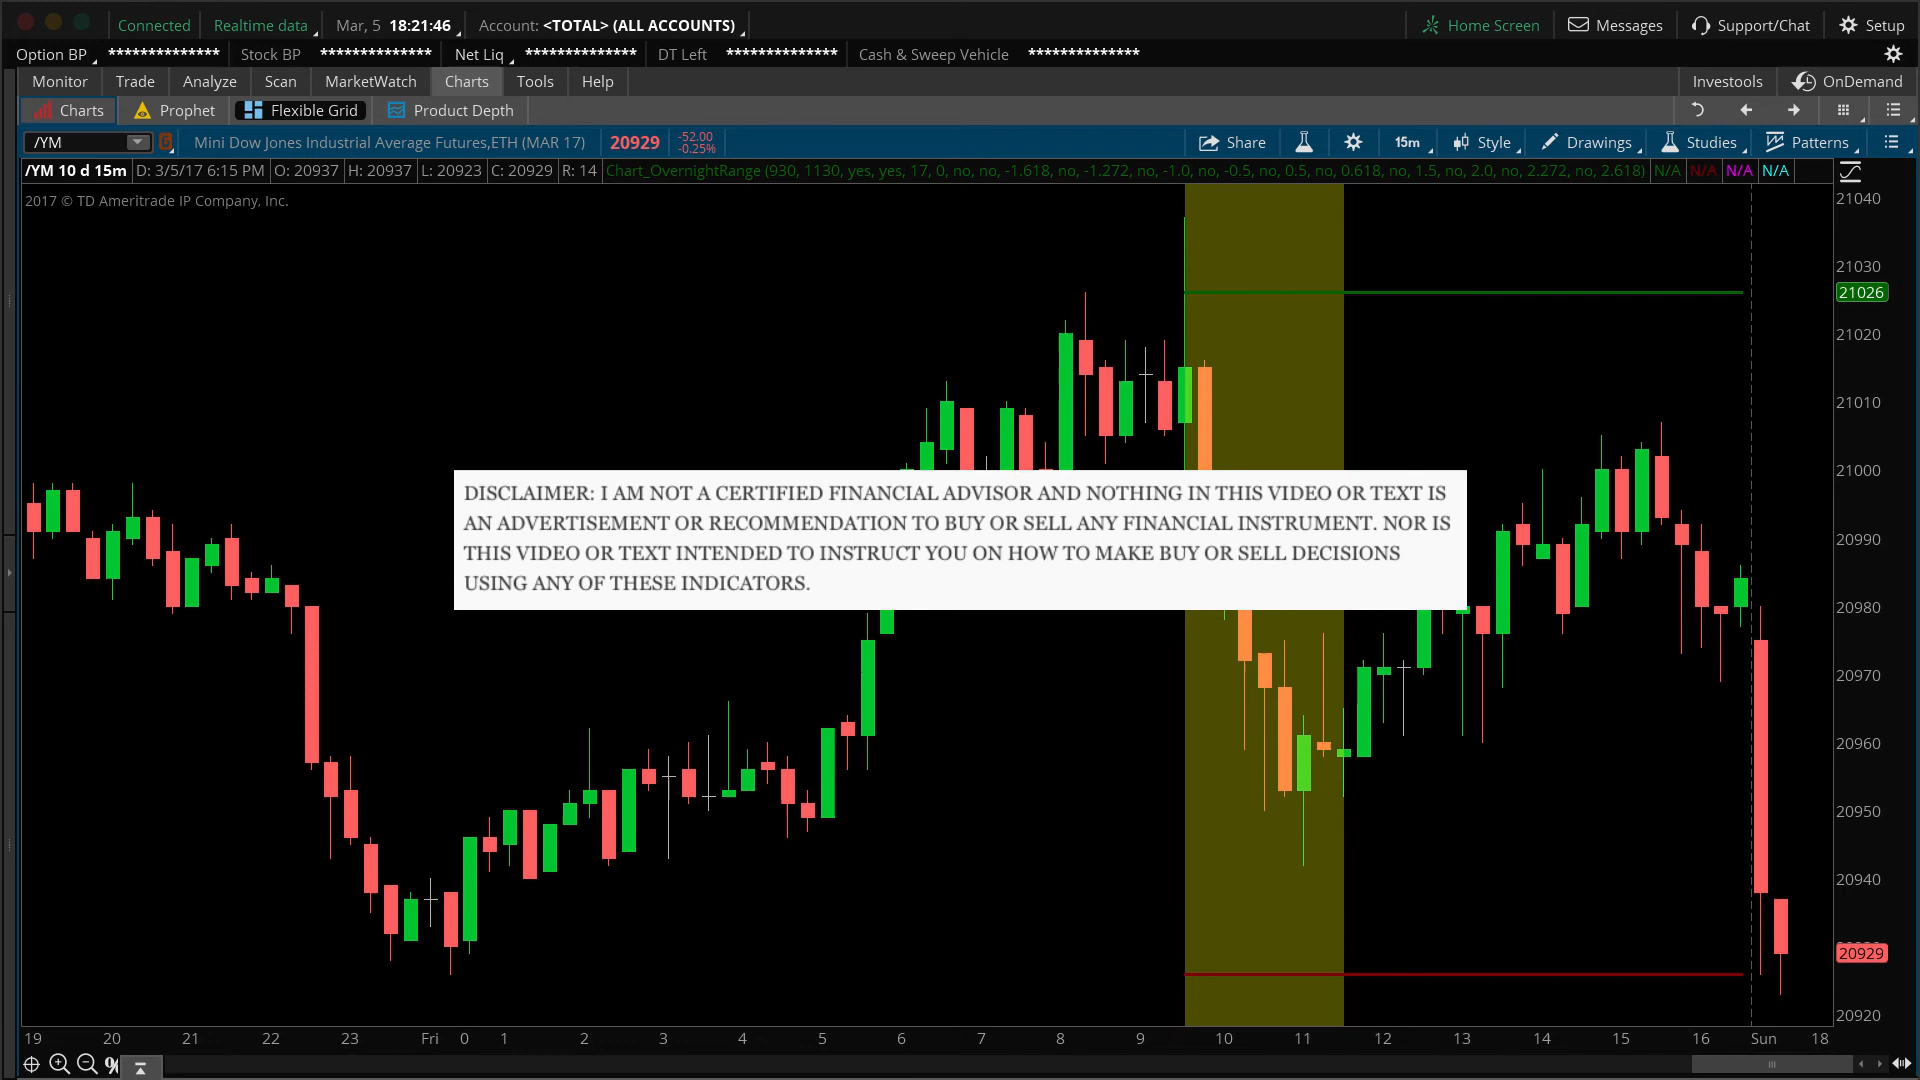 Connected Realtime data Mar, 5 18:21:46 Account: <TOTAL> (ALL ACCOUNTS) Home Screen Messages Support/Chat Setup
Option BP ************** Stock BP ************** Net Liq ************** DT Left ************** Cash & Sweep Vehicle **************
Monitor Trade Analyze Scan MarketWatch Charts Tools Help Investools OnDemand
Charts Prophet Flexible Grid Product Depth
/YM Mini Dow Jones Industrial Average Futures,ETH (MAR 17) 20929 -52.00 -0.25% Share 15m Style Drawings Studies Patterns
/YM 10 d 15m D: 3/5/17 6:15 PM O: 20937 H: 20937 L: 20923 C: 20929 R: 14 Chart_OvernightRange (930, 1130, yes, yes, 17, 0, no, no, -1.618, no, -1.272, no, -1.0, no, -0.5, no, 0.5, no, 0.618, no, 1.5, no, 2.0, no, 2.272, no, 2.618) N/A N/A N/A N/A
2017 © TD Ameritrade IP Company, Inc.
21040
21030
21026
21020
21010
21000
DISCLAIMER: I AM NOT A CERTIFIED FINANCIAL ADVISOR AND NOTHING IN THIS VIDEO OR TEXT IS
AN ADVERTISEMENT OR RECOMMENDATION TO BUY OR SELL ANY FINANCIAL INSTRUMENT. NOR IS
THIS VIDEO OR TEXT INTENDED TO INSTRUCT YOU ON HOW TO MAKE BUY OR SELL DECISIONS
USING ANY OF THESE INDICATORS.
20990
20980
20970
20960
20950
20940
20929
20920
19 20 21 22 23 Fri 0 1 2 3 4 5 6 7 8 9 10 11 12 13 14 15 16 Sun 18
%